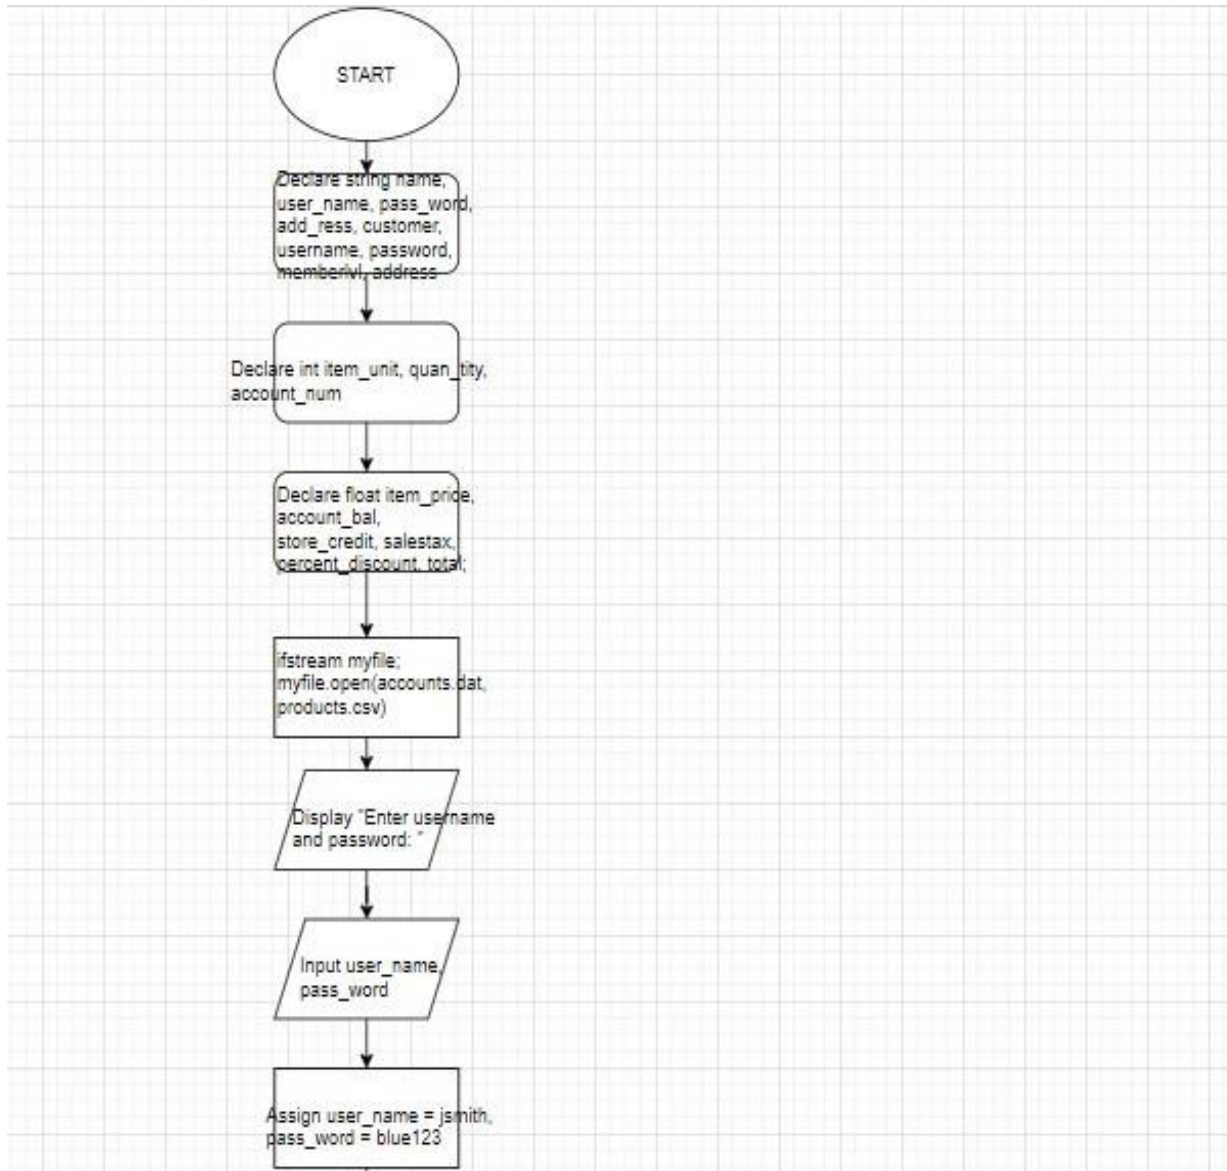 START
Declare string name,
user_name, pass_word,
add_ress, customer,
username, password,
memberlvl, address
Declare int item_unit, quan_tity,
account_num
Declare float item_price,
account_bal,
store_credit, salestax,
percent_discount, total;
ifstream myfile;
myfile.open(accounts.dat,
products.csv)
Display "Enter username
and password: "
Input user_name,
pass_word
Assign user_name = jsmith,
pass_word = blue123